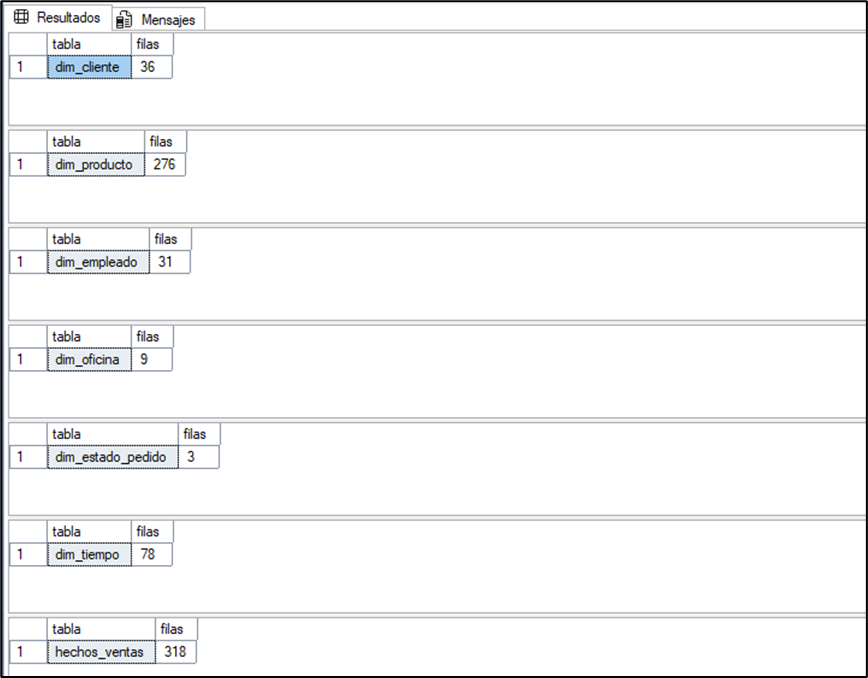 Resultados Mensajes
tabla filas
1 dim_cliente 36
tabla filas
1 dim_producto 276
tabla filas
1 dim_empleado 31
tabla filas
1 dim_oficina 9
tabla filas
1 dim_estado_pedido 3
tabla filas
1 dim_tiempo 78
tabla filas
1 hechos_ventas 318